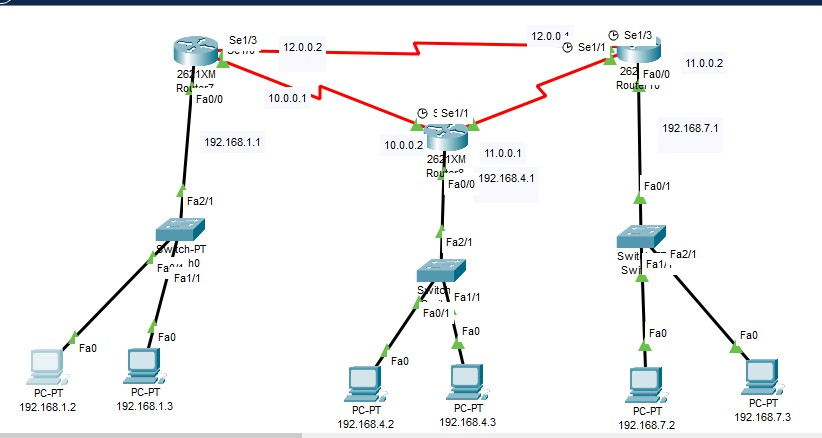 Se1/3
12.0.0.2
12.0.0
Se1/3
Se1/1
2621XM
Fa0/0
10.0.0.1
192.168.1.1
Fa0/0
11.0.0.2
192.168.7.1
Se1/1
10.0.0.2
11.0.0.1
2621XM
Fa0/0
192.168.4.1
Fa2/1
Switch-PT
Fa1/1
Fa0
Fa0
PC-PT
192.168.1.2
PC-PT
192.168.1.3
Fa2/1
Switch
Fa0/1
Fa1/1
Fa0
Fa0
PC-PT
192.168.4.2
PC-PT
192.168.4.3
Fa0/1
Fa2/1
Fa1/
Fa0
Fa0
PC-PT
192.168.7.2
PC-PT
192.168.7.3